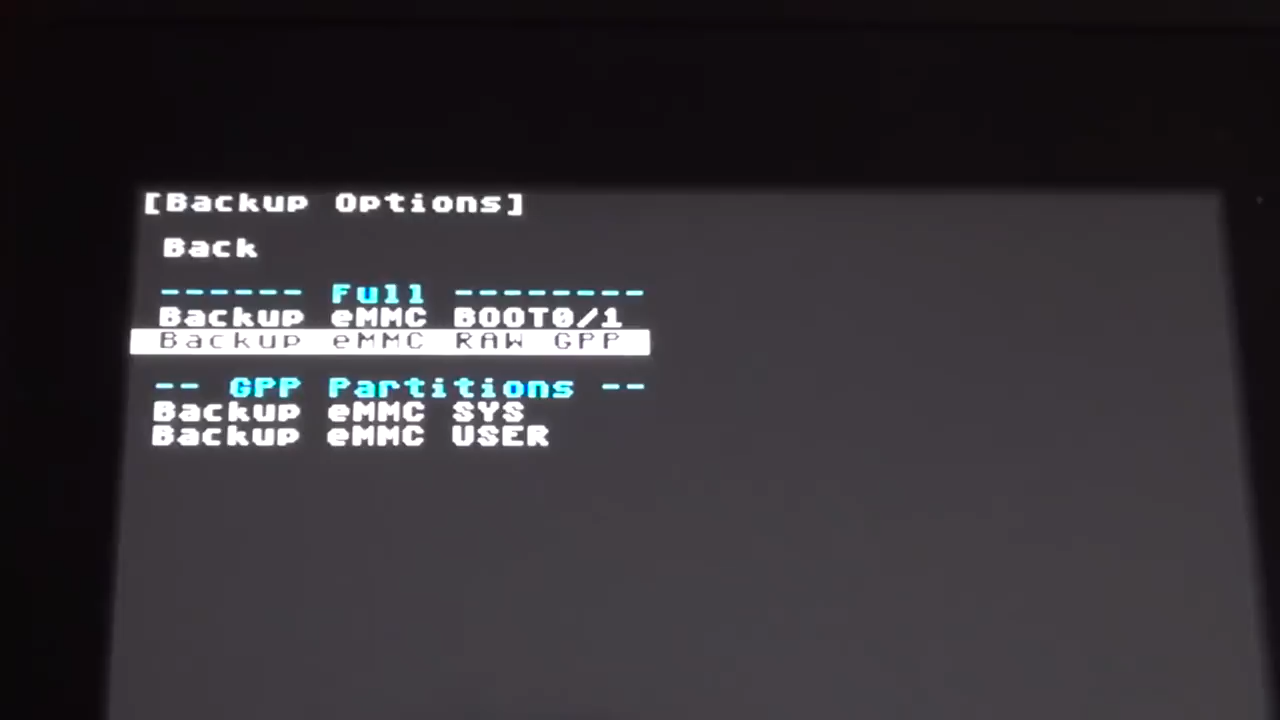 [Backup Options]
Back
------ Full --------
Backup eMMC BOOT0/1
Backup eMMC RAW GPP
-- GPP Partitions --
Backup eMMC SYS
Backup eMMC USER